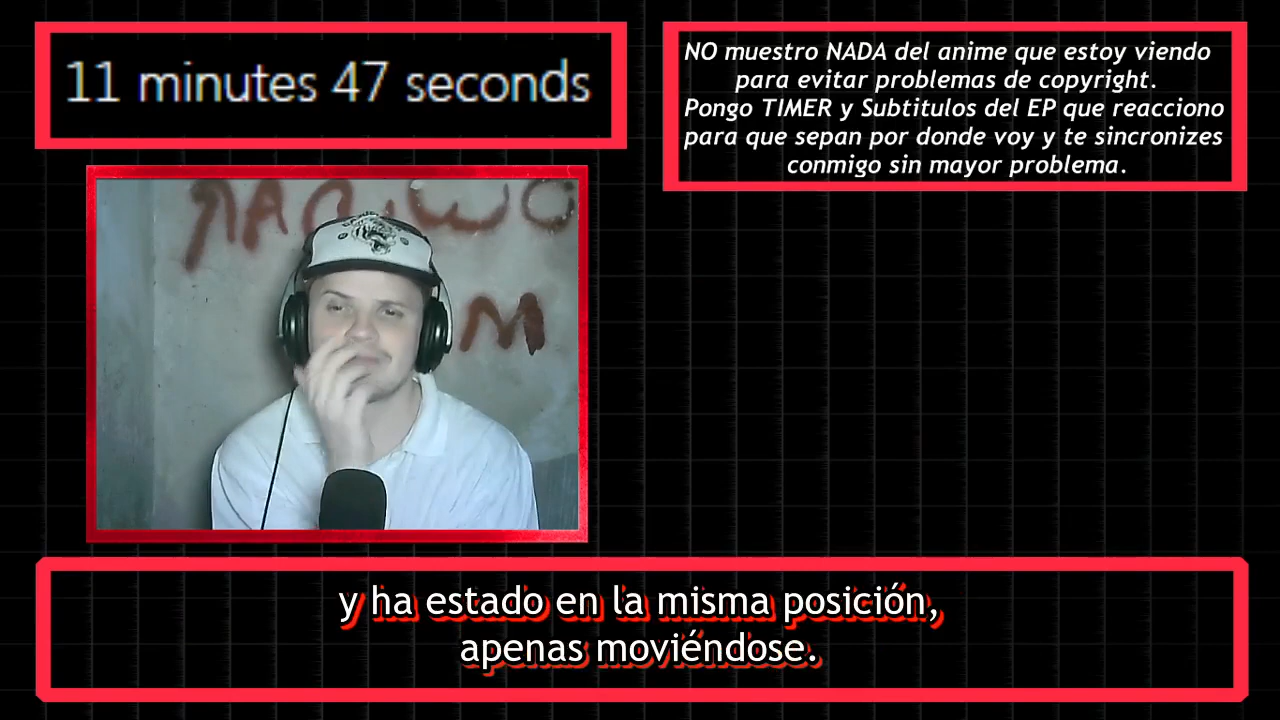 11 minutes 47 seconds
NO muestro NADA del anime que estoy viendo
para evitar problemas de copyright.
Pongo TIMER y Subtitulos del EP que reacciono
para que sepan por donde voy y te sincronizes
conmigo sin mayor problema.
y ha estado en la misma posición,
apenas moviéndose.